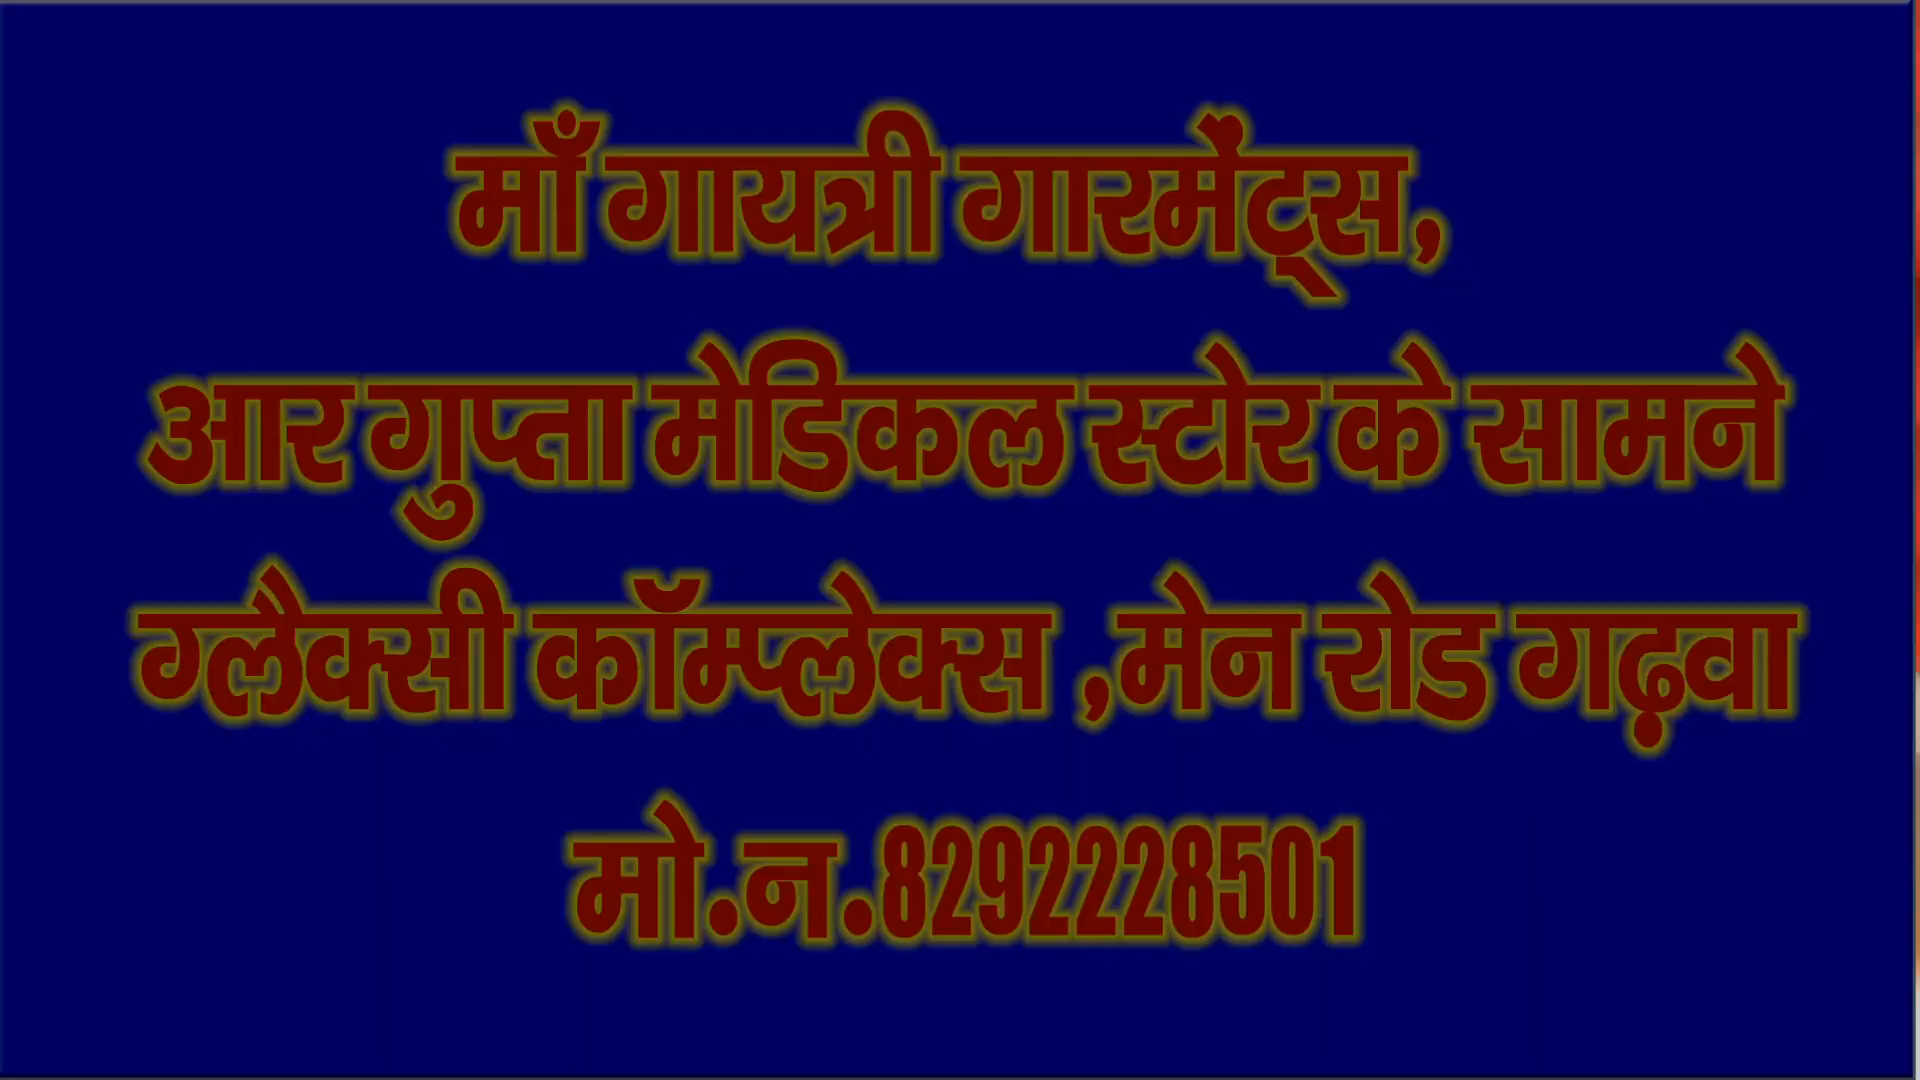 माँ गायत्री गारमेंट्स,
आर गुप्ता मेडिकल स्टोर के सामने
ग्लैक्सी कॉम्प्लेक्स ,मेन रोड गढ़वा
मो.न.8292228501